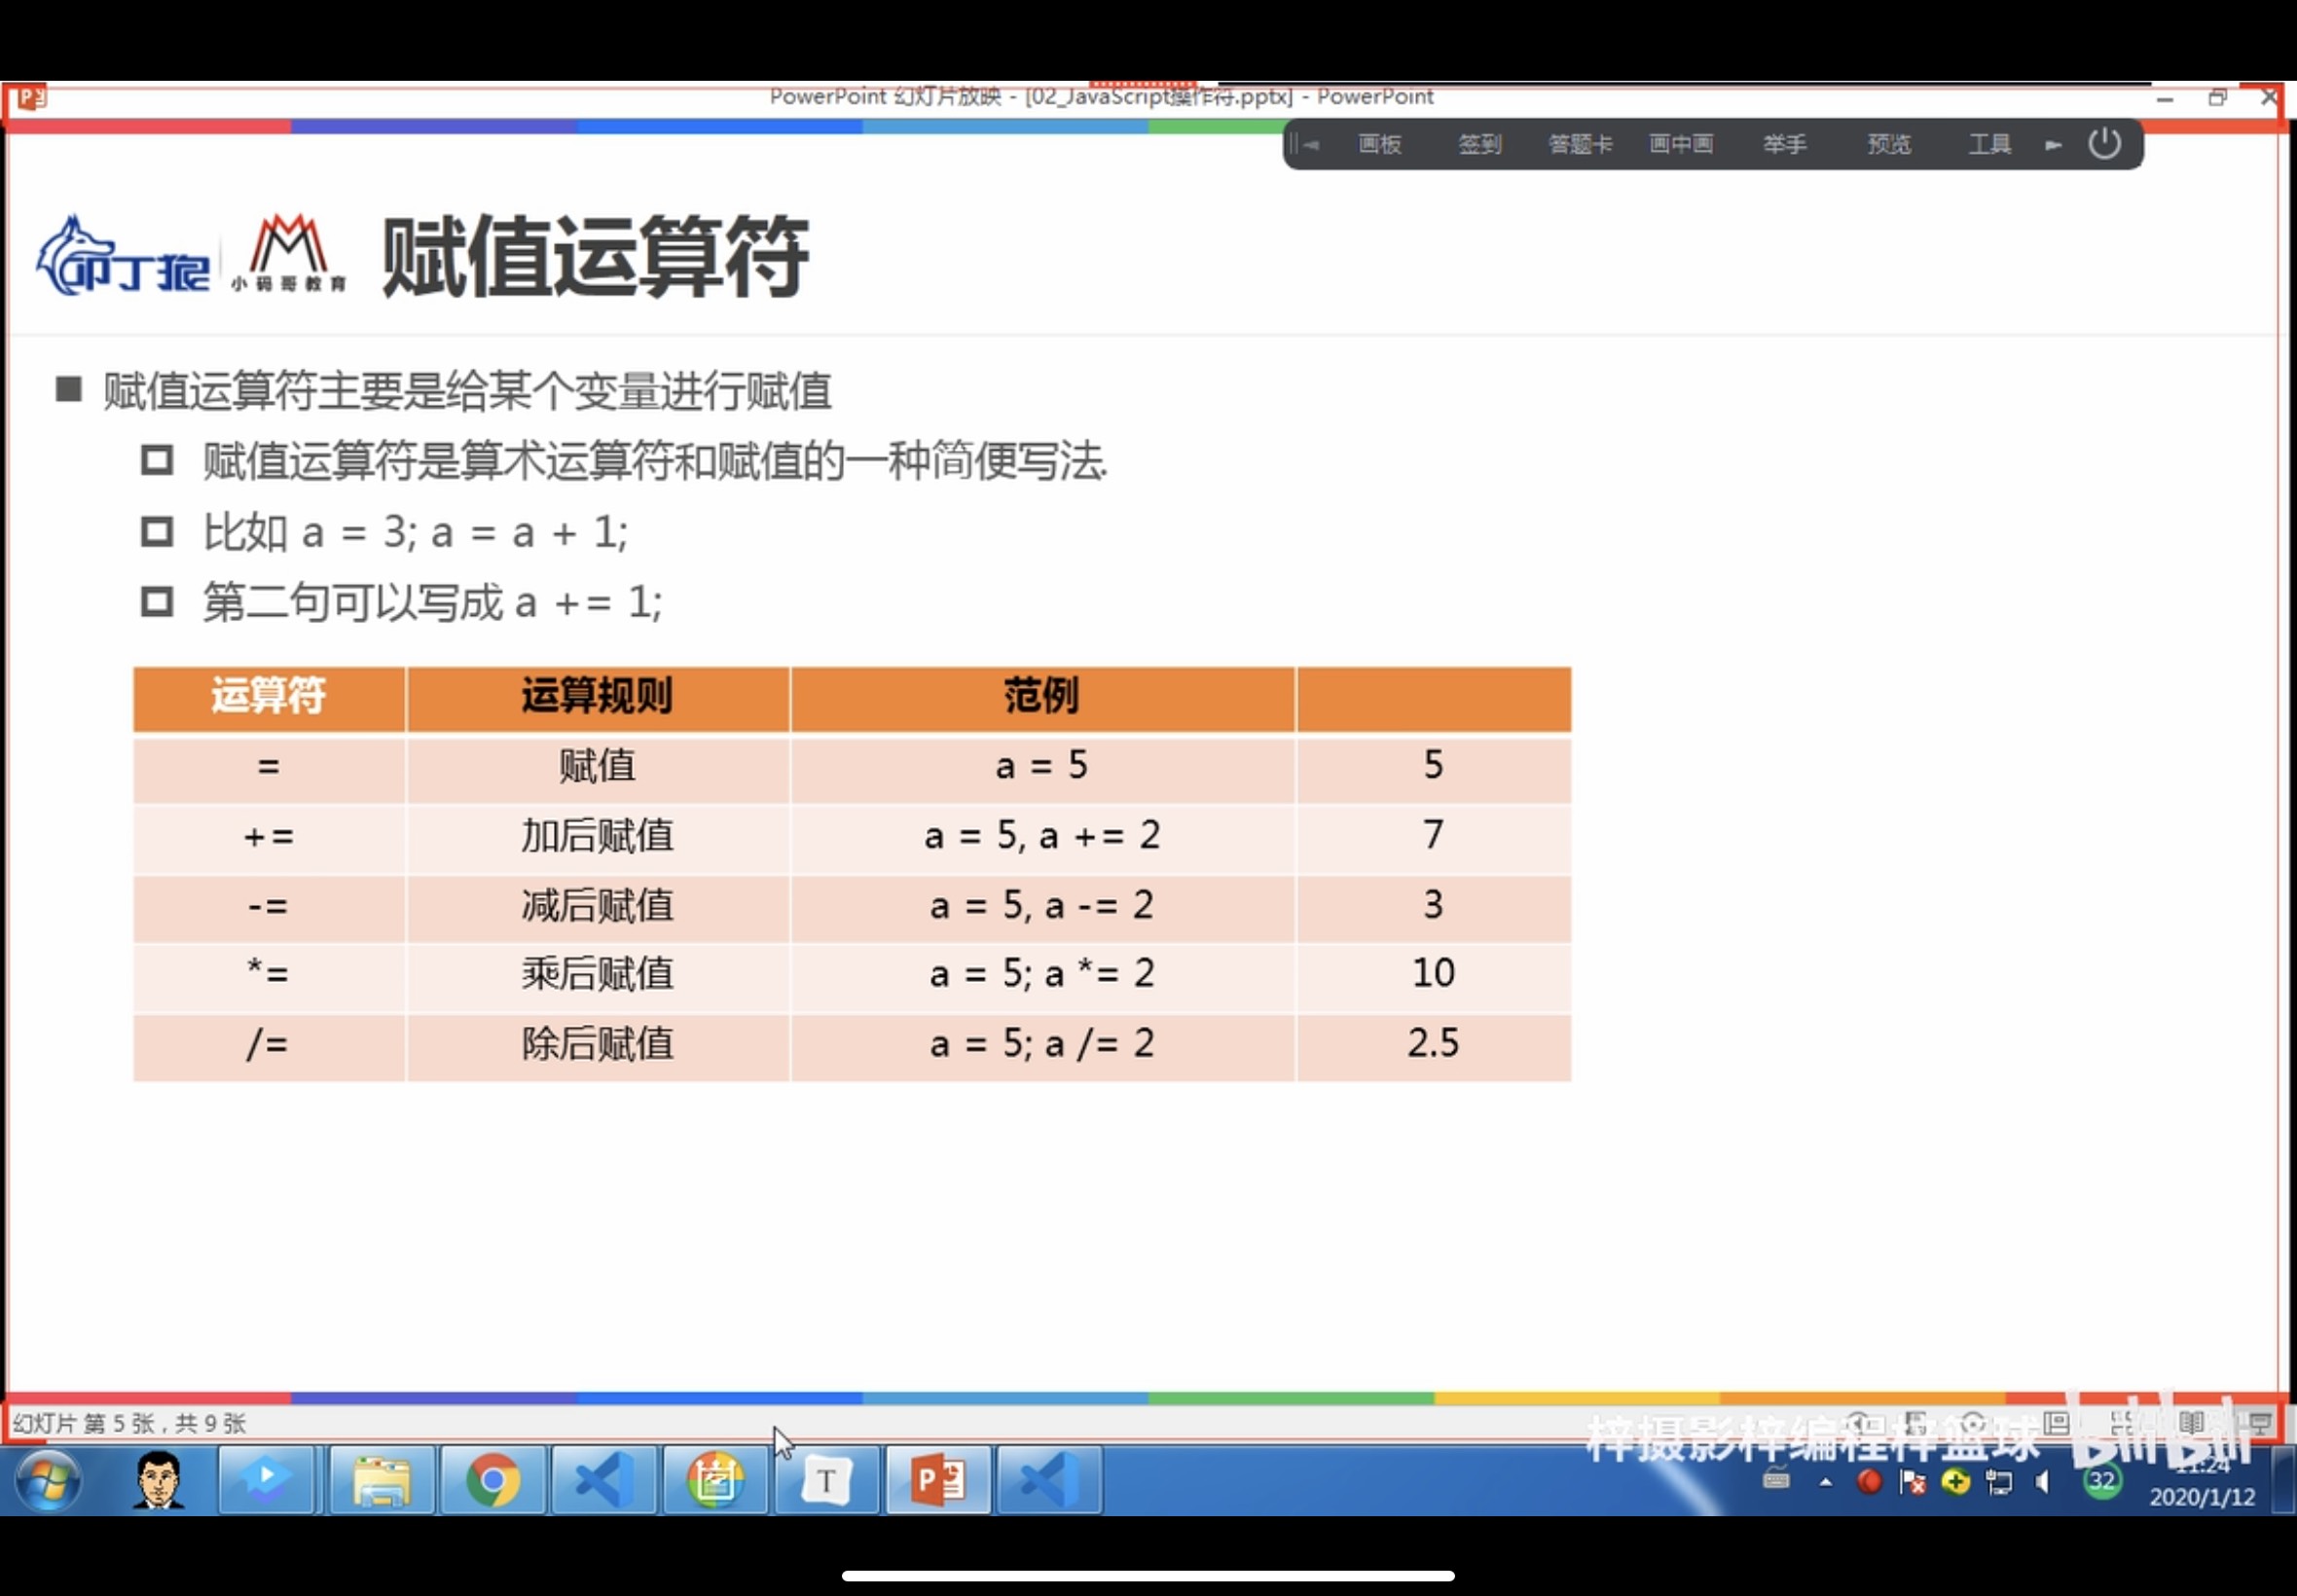 PowerPoint 幻灯片放映 - [02_JavaScript操作符.pptx] - PowerPoint
画板 签到 答题卡 画中画 举手 预览 工具
叩丁狼 小码哥教育 赋值运算符
赋值运算符主要是给某个变量进行赋值
赋值运算符是算术运算符和赋值的一种简便写法.
比如 a = 3; a = a + 1;
第二句可以写成 a += 1;
运算符 运算规则 范例
= 赋值 a = 5 5
+= 加后赋值 a = 5, a += 2 7
-= 减后赋值 a = 5, a -= 2 3
*= 乘后赋值 a = 5; a *= 2 10
/= 除后赋值 a = 5; a /= 2 2.5
幻灯片 第 5 张，共 9 张
梓摄影梓编程梓篮球 bilibili
T
32
11:24
2020/1/12